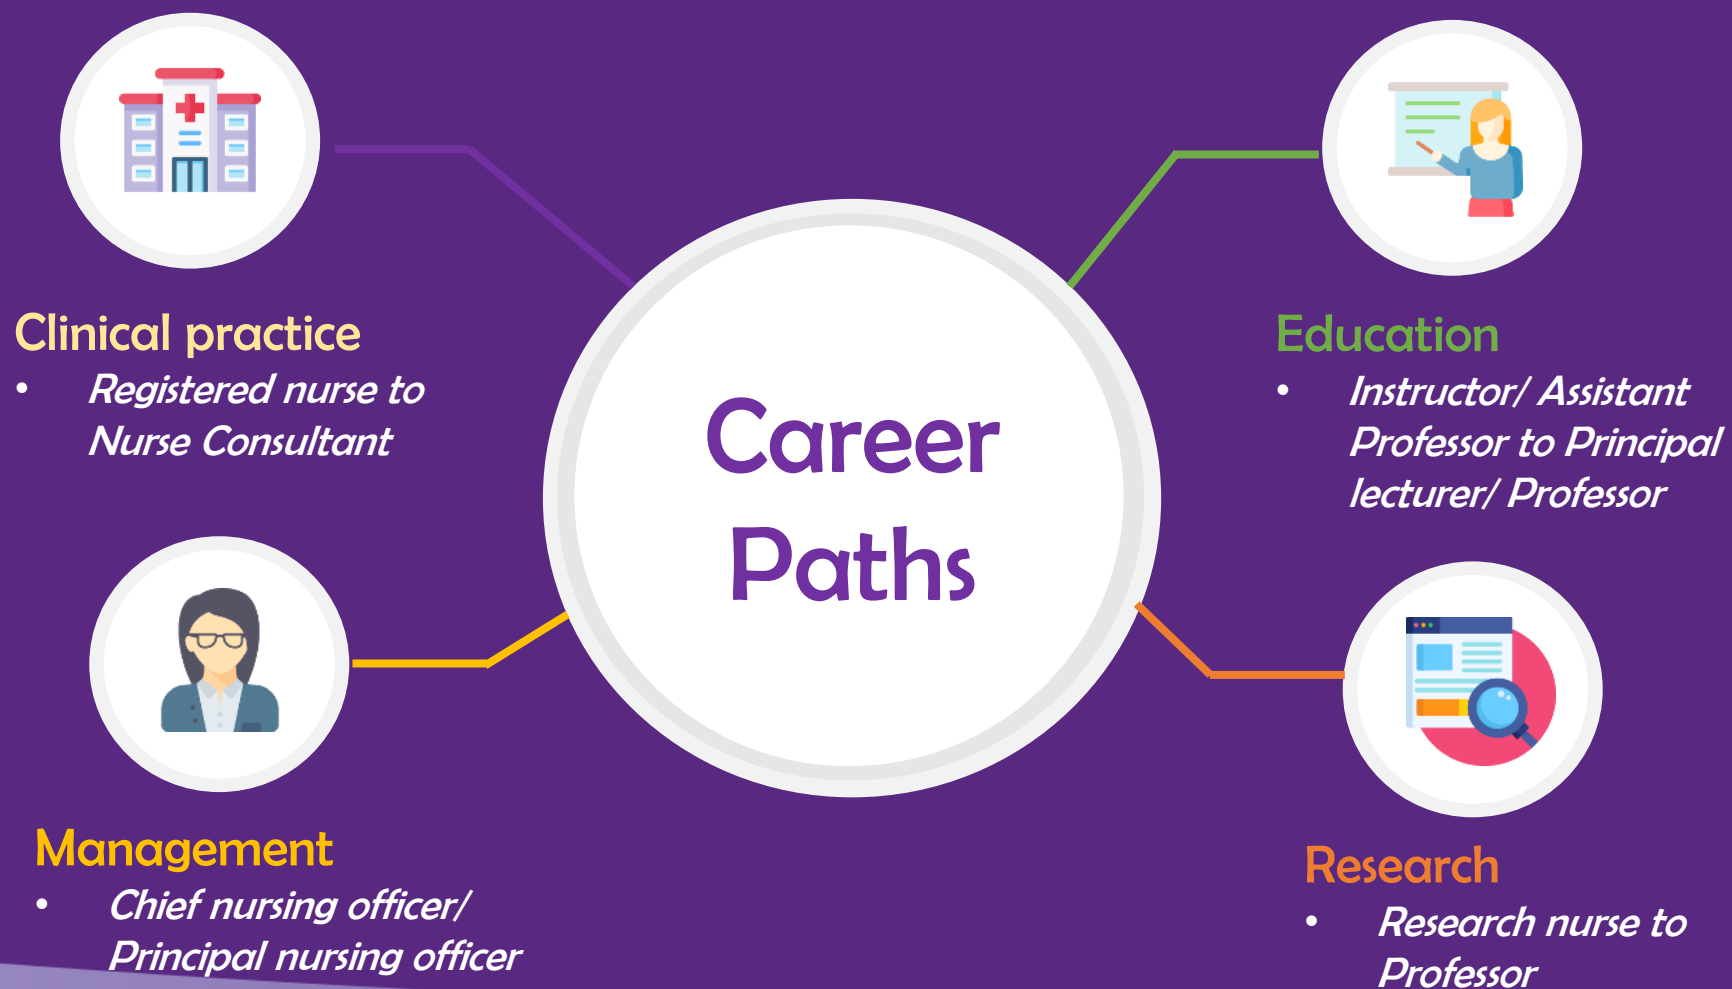 Clinical practice
• Registered nurse to
Nurse Consultant
Management
• Chief nursing officer/
Principal nursing officer
Career
Paths
Education
• Instructor/ Assistant
Professor to Principal
lecturer/ Professor
Research
• Research nurse to
Professor